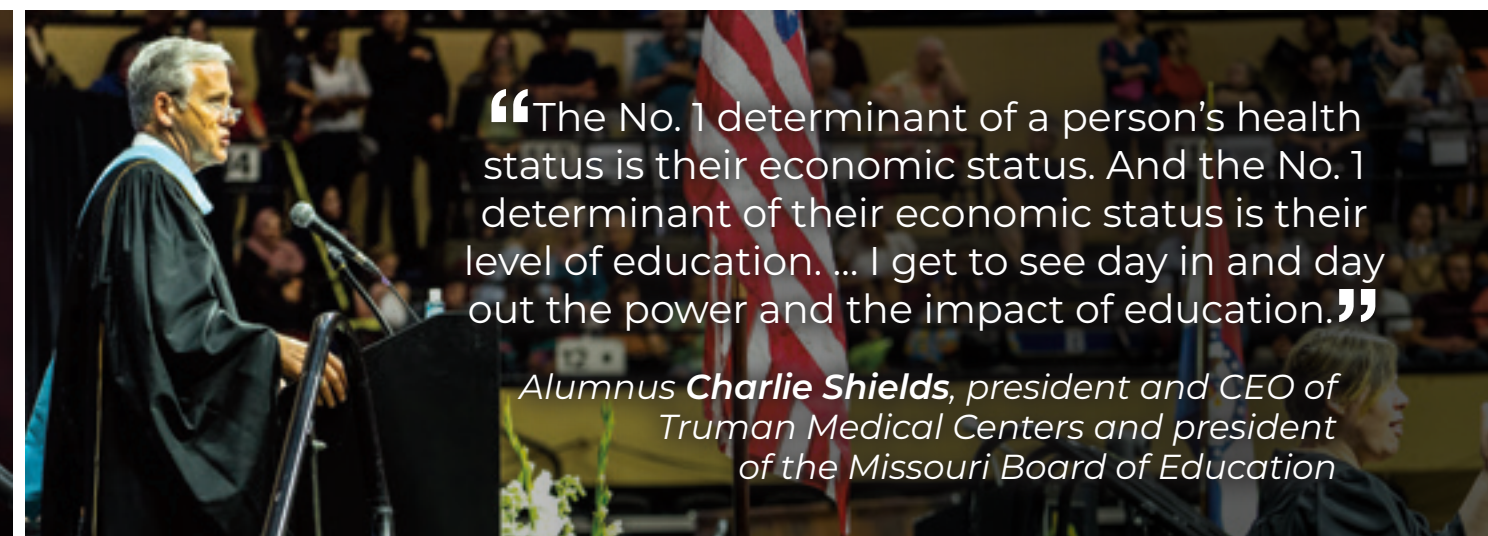 “The No. 1 determinant of a person’s health
status is their economic status. And the No. 1
determinant of their economic status is their
level of education. ... I get to see day in and day
out the power and the impact of education.”
Alumnus Charlie Shields, president and CEO of
Truman Medical Centers and president
of the Missouri Board of Education
4
12